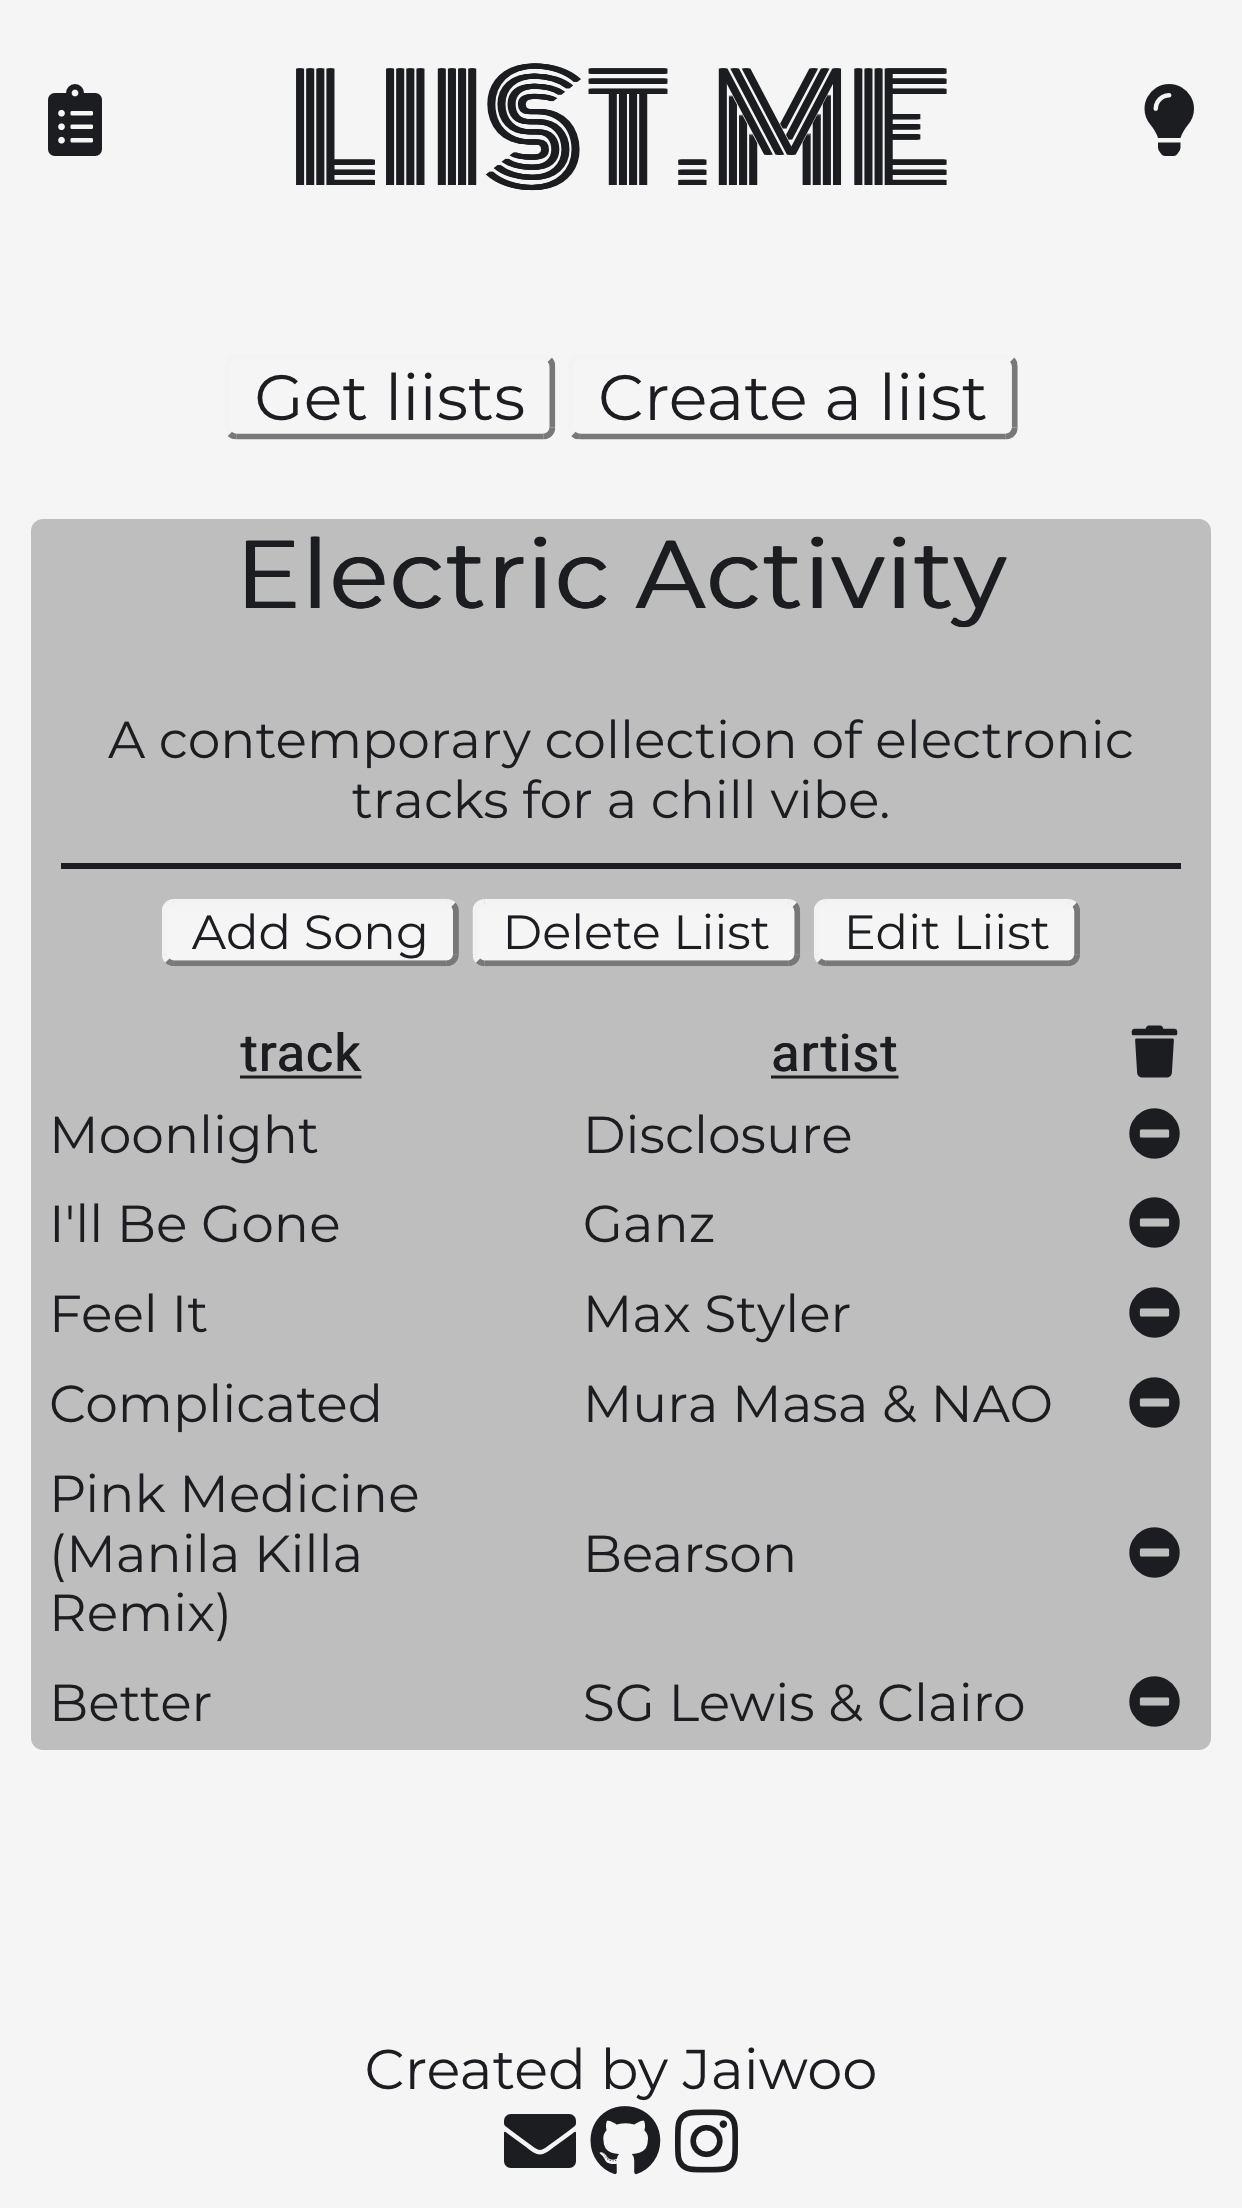 LIIST.ME
Get liists
Create a liist
Electric Activity
A contemporary collection of electronic
tracks for a chill vibe.
Add Song
Delete Liist
Edit Liist
track
artist
Moonlight
Disclosure
I'll Be Gone
Ganz
Feel It
Max Styler
Complicated
Mura Masa & NAO
Pink Medicine
(Manila Killa
Remix)
Bearson
Better
SG Lewis & Clairo
Created by Jaiwoo